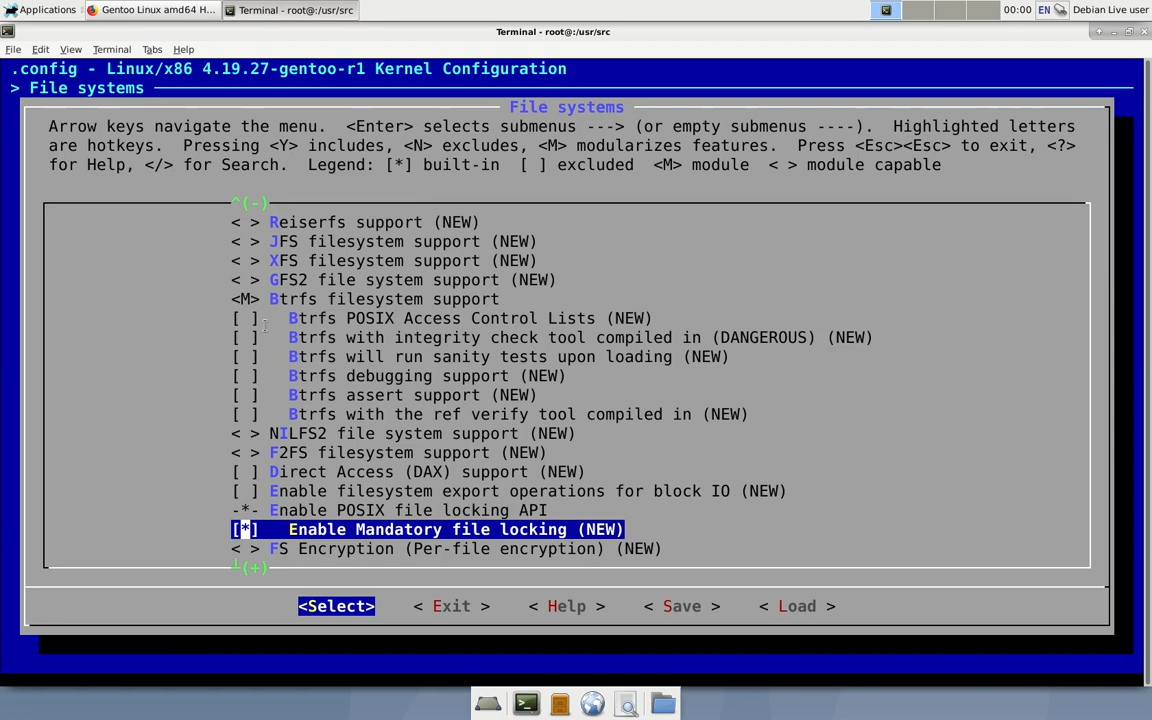 Applications Gentoo Linux amd64 H... Terminal - root@:/usr/src 00:00 EN Debian Live user
Terminal - root@:/usr/src
File Edit View Terminal Tabs Help
.config - Linux/x86 4.19.27-gentoo-r1 Kernel Configuration
> File systems
File systems
Arrow keys navigate the menu. <Enter> selects submenus ---> (or empty submenus ----). Highlighted letters
are hotkeys. Pressing <Y> includes, <N> excludes, <M> modularizes features. Press <Esc><Esc> to exit, <?>
for Help, </> for Search. Legend: [*] built-in [ ] excluded <M> module < > module capable
^(-)
< > Reiserfs support (NEW)
< > JFS filesystem support (NEW)
< > XFS filesystem support (NEW)
< > GFS2 file system support (NEW)
<M> Btrfs filesystem support
[ ] Btrfs POSIX Access Control Lists (NEW)
[ ] Btrfs with integrity check tool compiled in (DANGEROUS) (NEW)
[ ] Btrfs will run sanity tests upon loading (NEW)
[ ] Btrfs debugging support (NEW)
[ ] Btrfs assert support (NEW)
[ ] Btrfs with the ref verify tool compiled in (NEW)
< > NILFS2 file system support (NEW)
< > F2FS filesystem support (NEW)
[ ] Direct Access (DAX) support (NEW)
[ ] Enable filesystem export operations for block IO (NEW)
-*- Enable POSIX file locking API
[*] Enable Mandatory file locking (NEW)
< > FS Encryption (Per-file encryption) (NEW)
┴(+)
<Select> < Exit > < Help > < Save > < Load >